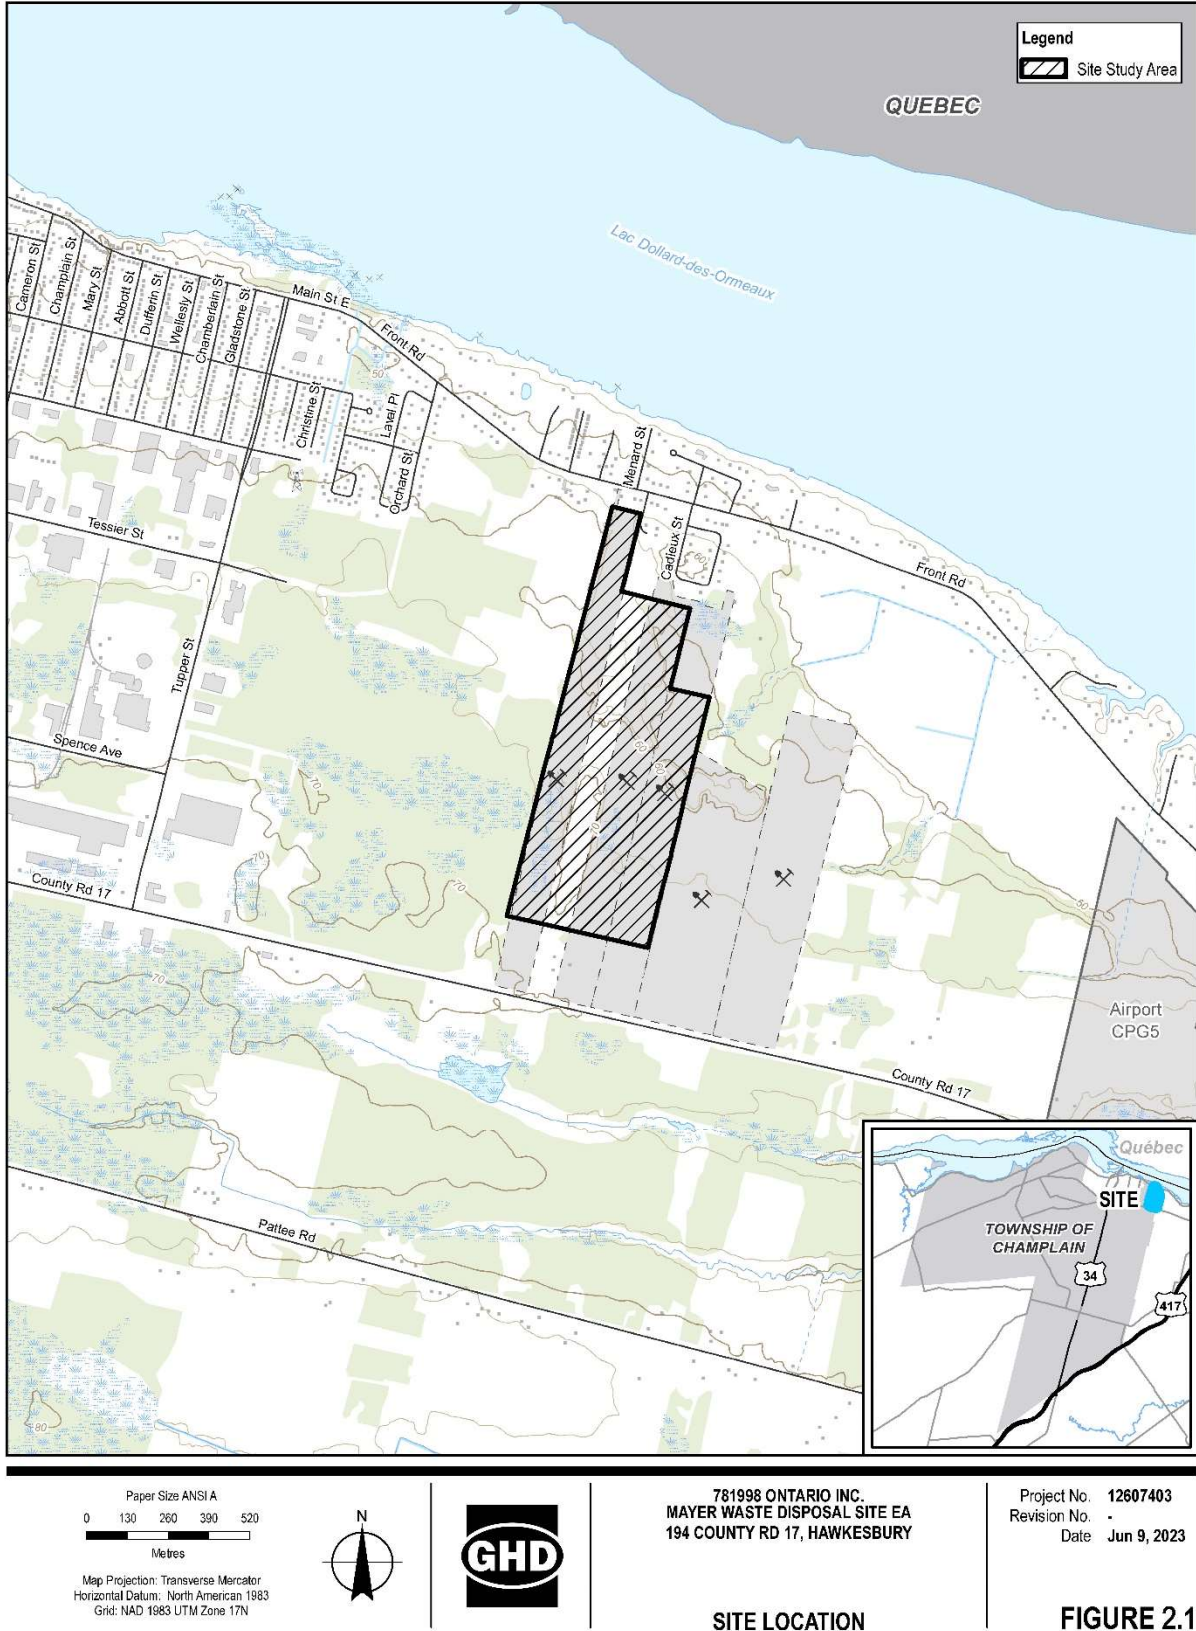 Legend
Site Study Area
QUEBEC
Lac Dollard-des-Ormeaux
Cameron St
Champlain St
Mary St
Abbott St
Dufferin St
Wellesly St
Chamberlain St
Gladstone St
Main St E
Front Rd
50
Christine St
Laval Pl
Orchard St
Menard St
Cadieux St
60
Front Rd
Tessier St
Tupper St
Spence Ave
70
60
60
70
70
70
County Rd 17
50
70
Airport
CPG5
County Rd 17
Pattee Rd
80
Québec
SITE
TOWNSHIP OF
CHAMPLAIN
34
417
Paper Size ANSI A
0 130 260 390 520
Metres
Map Projection: Transverse Mercator
Horizontal Datum: North American 1983
Grid: NAD 1983 UTM Zone 17N
N
GHD
781998 ONTARIO INC.
MAYER WASTE DISPOSAL SITE EA
194 COUNTY RD 17, HAWKESBURY
SITE LOCATION
Project No. 12607403
Revision No. -
Date Jun 9, 2023
FIGURE 2.1